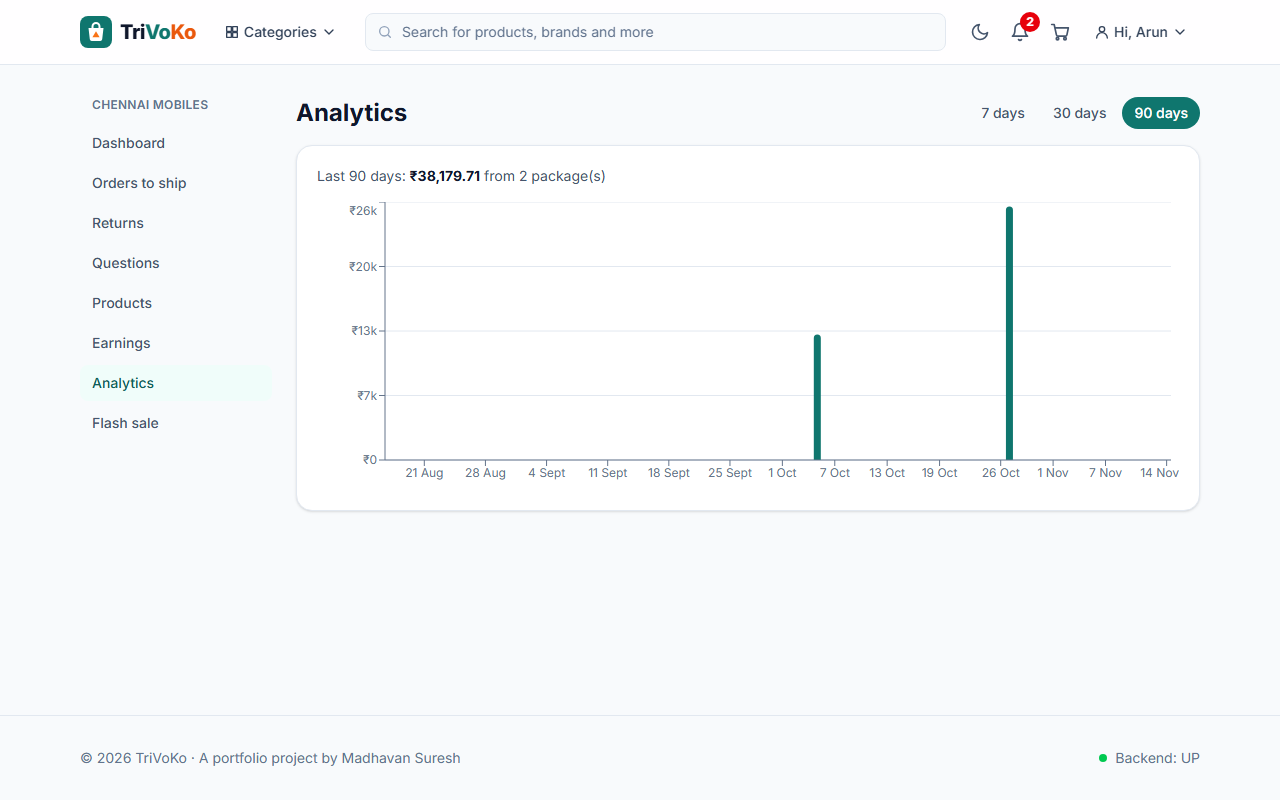 TriVoKo
Categories
Search for products, brands and more
2
Hi, Arun
CHENNAI MOBILES
Dashboard
Orders to ship
Returns
Questions
Products
Earnings
Analytics
Flash sale
Analytics
7 days
30 days
90 days
Last 90 days: ₹38,179.71 from 2 package(s)
₹26k
₹20k
₹13k
₹7k
₹0
21 Aug 28 Aug 4 Sept 11 Sept 18 Sept 25 Sept 1 Oct 7 Oct 13 Oct 19 Oct 26 Oct 1 Nov 7 Nov 14 Nov
© 2026 TriVoKo · A portfolio project by Madhavan Suresh
Backend: UP